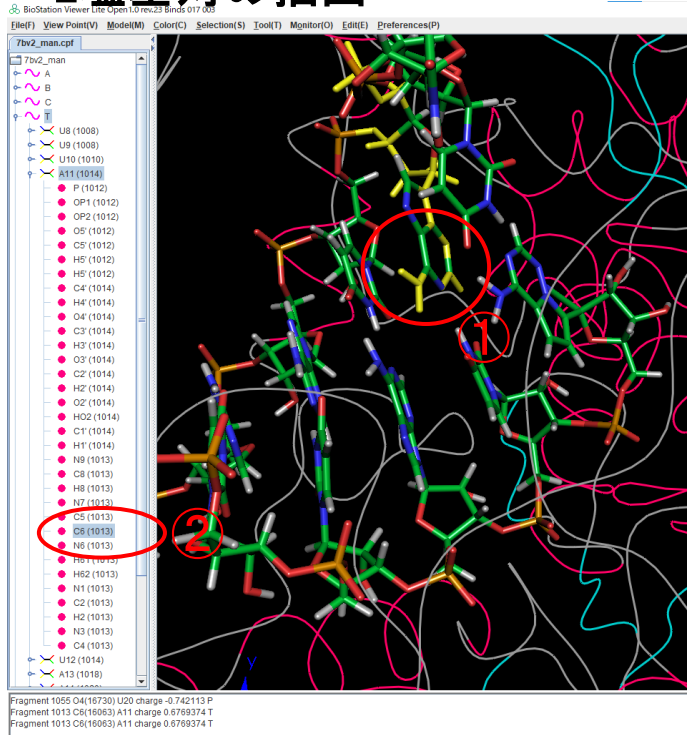 BioStation Viewer Lite Open1.0 rev.23 Binds 017 003
File(F) View Point(V) Model(M) Color(C) Selection(S) Tool(T) Monitor(O) Edit(E) Preferences(P)
7bv2_man.cpf
7bv2_man
A
B
C
T
U8 (1008)
U9 (1008)
U10 (1010)
A11 (1014)
P (1012)
OP1 (1012)
OP2 (1012)
O5' (1012)
C5' (1012)
H5' (1012)
H5' (1012)
C4' (1014)
H4' (1014)
O4' (1014)
C3' (1014)
H3' (1014)
O3' (1014)
C2' (1014)
H2' (1014)
O2' (1014)
HO2 (1014)
C1' (1014)
H1' (1014)
N9 (1013)
C8 (1013)
H8 (1013)
N7 (1013)
C5 (1013)
C6 (1013)
N6 (1013)
H61 (1013)
H62 (1013)
N1 (1013)
C2 (1013)
H2 (1013)
N3 (1013)
C4 (1013)
U12 (1014)
A13 (1018)
①
②
Y
Fragment 1055 O4(16730) U20 charge -0.742113 P
Fragment 1013 C6(16063) A11 charge 0.6769374 T
Fragment 1013 C6(16063) A11 charge 0.6769374 T